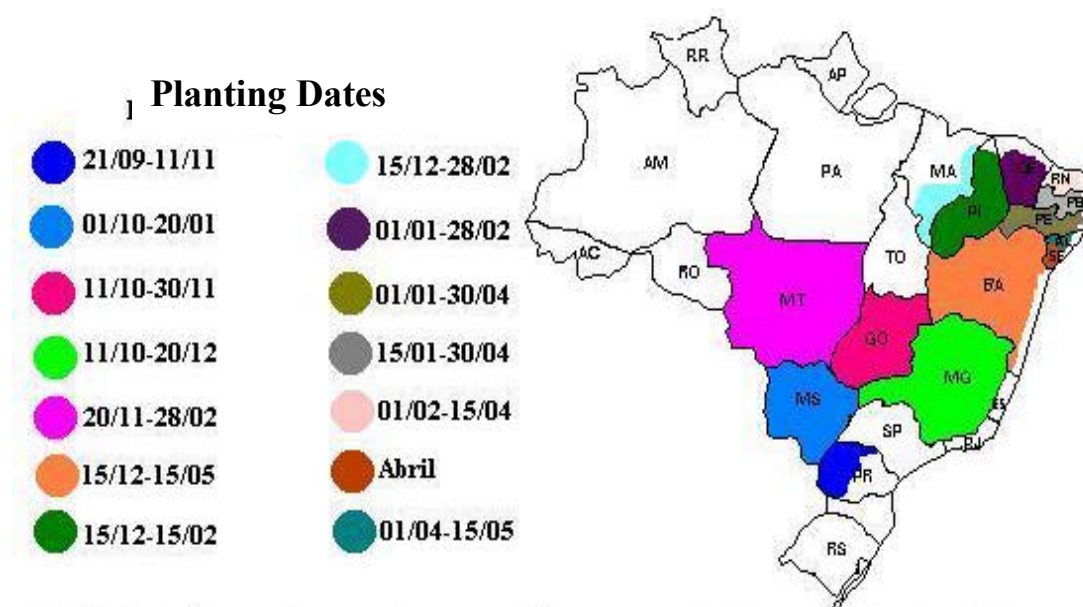 Planting Dates
21/09-11/11
01/10-20/01
11/10-30/11
11/10-20/12
20/11-28/02
15/12-15/05
15/12-15/02
15/12-28/02
01/01-28/02
01/01-30/04
15/01-30/04
01/02-15/04
Abril
01/04-15/05
RR
AP
AM
PA
MA
CE
RN
PB
PE
PI
AL
SE
AC
RO
TO
BA
MT
GO
MG
MS
ES
SP
RJ
PR
RS